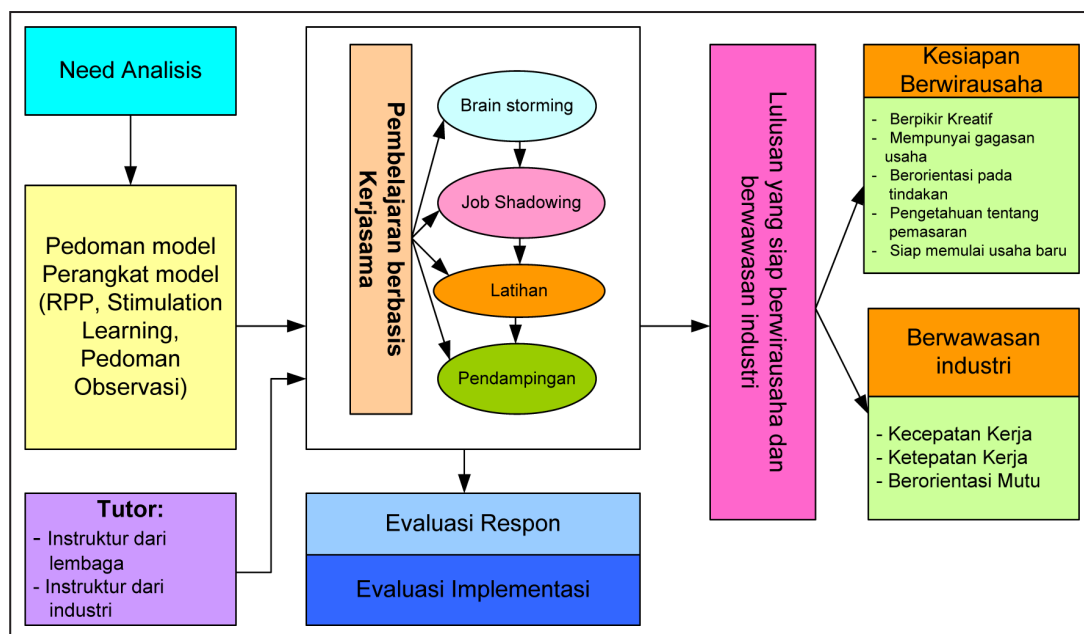 Need Analisis
Pedoman model
Perangkat model
(RPP, Stimulation
Learning,
Pedoman
Observasi)
Tutor:
- Instruktur dari
lembaga
- Instruktur dari
industri
Pembelajaran berbasis
Kerjasama
Brain storming
Job Shadowing
Latihan
Pendampingan
Evaluasi Respon
Evaluasi Implementasi
Lulusan yang siap berwirausaha dan
berwawasan industri
Kesiapan
Berwirausaha
- Berpikir Kreatif
- Mempunyai gagasan
usaha
- Berorientasi pada
tindakan
- Pengetahuan tentang
pemasaran
- Siap memulai usaha baru
Berwawasan
industri
- Kecepatan Kerja
- Ketepatan Kerja
- Berorientasi Mutu